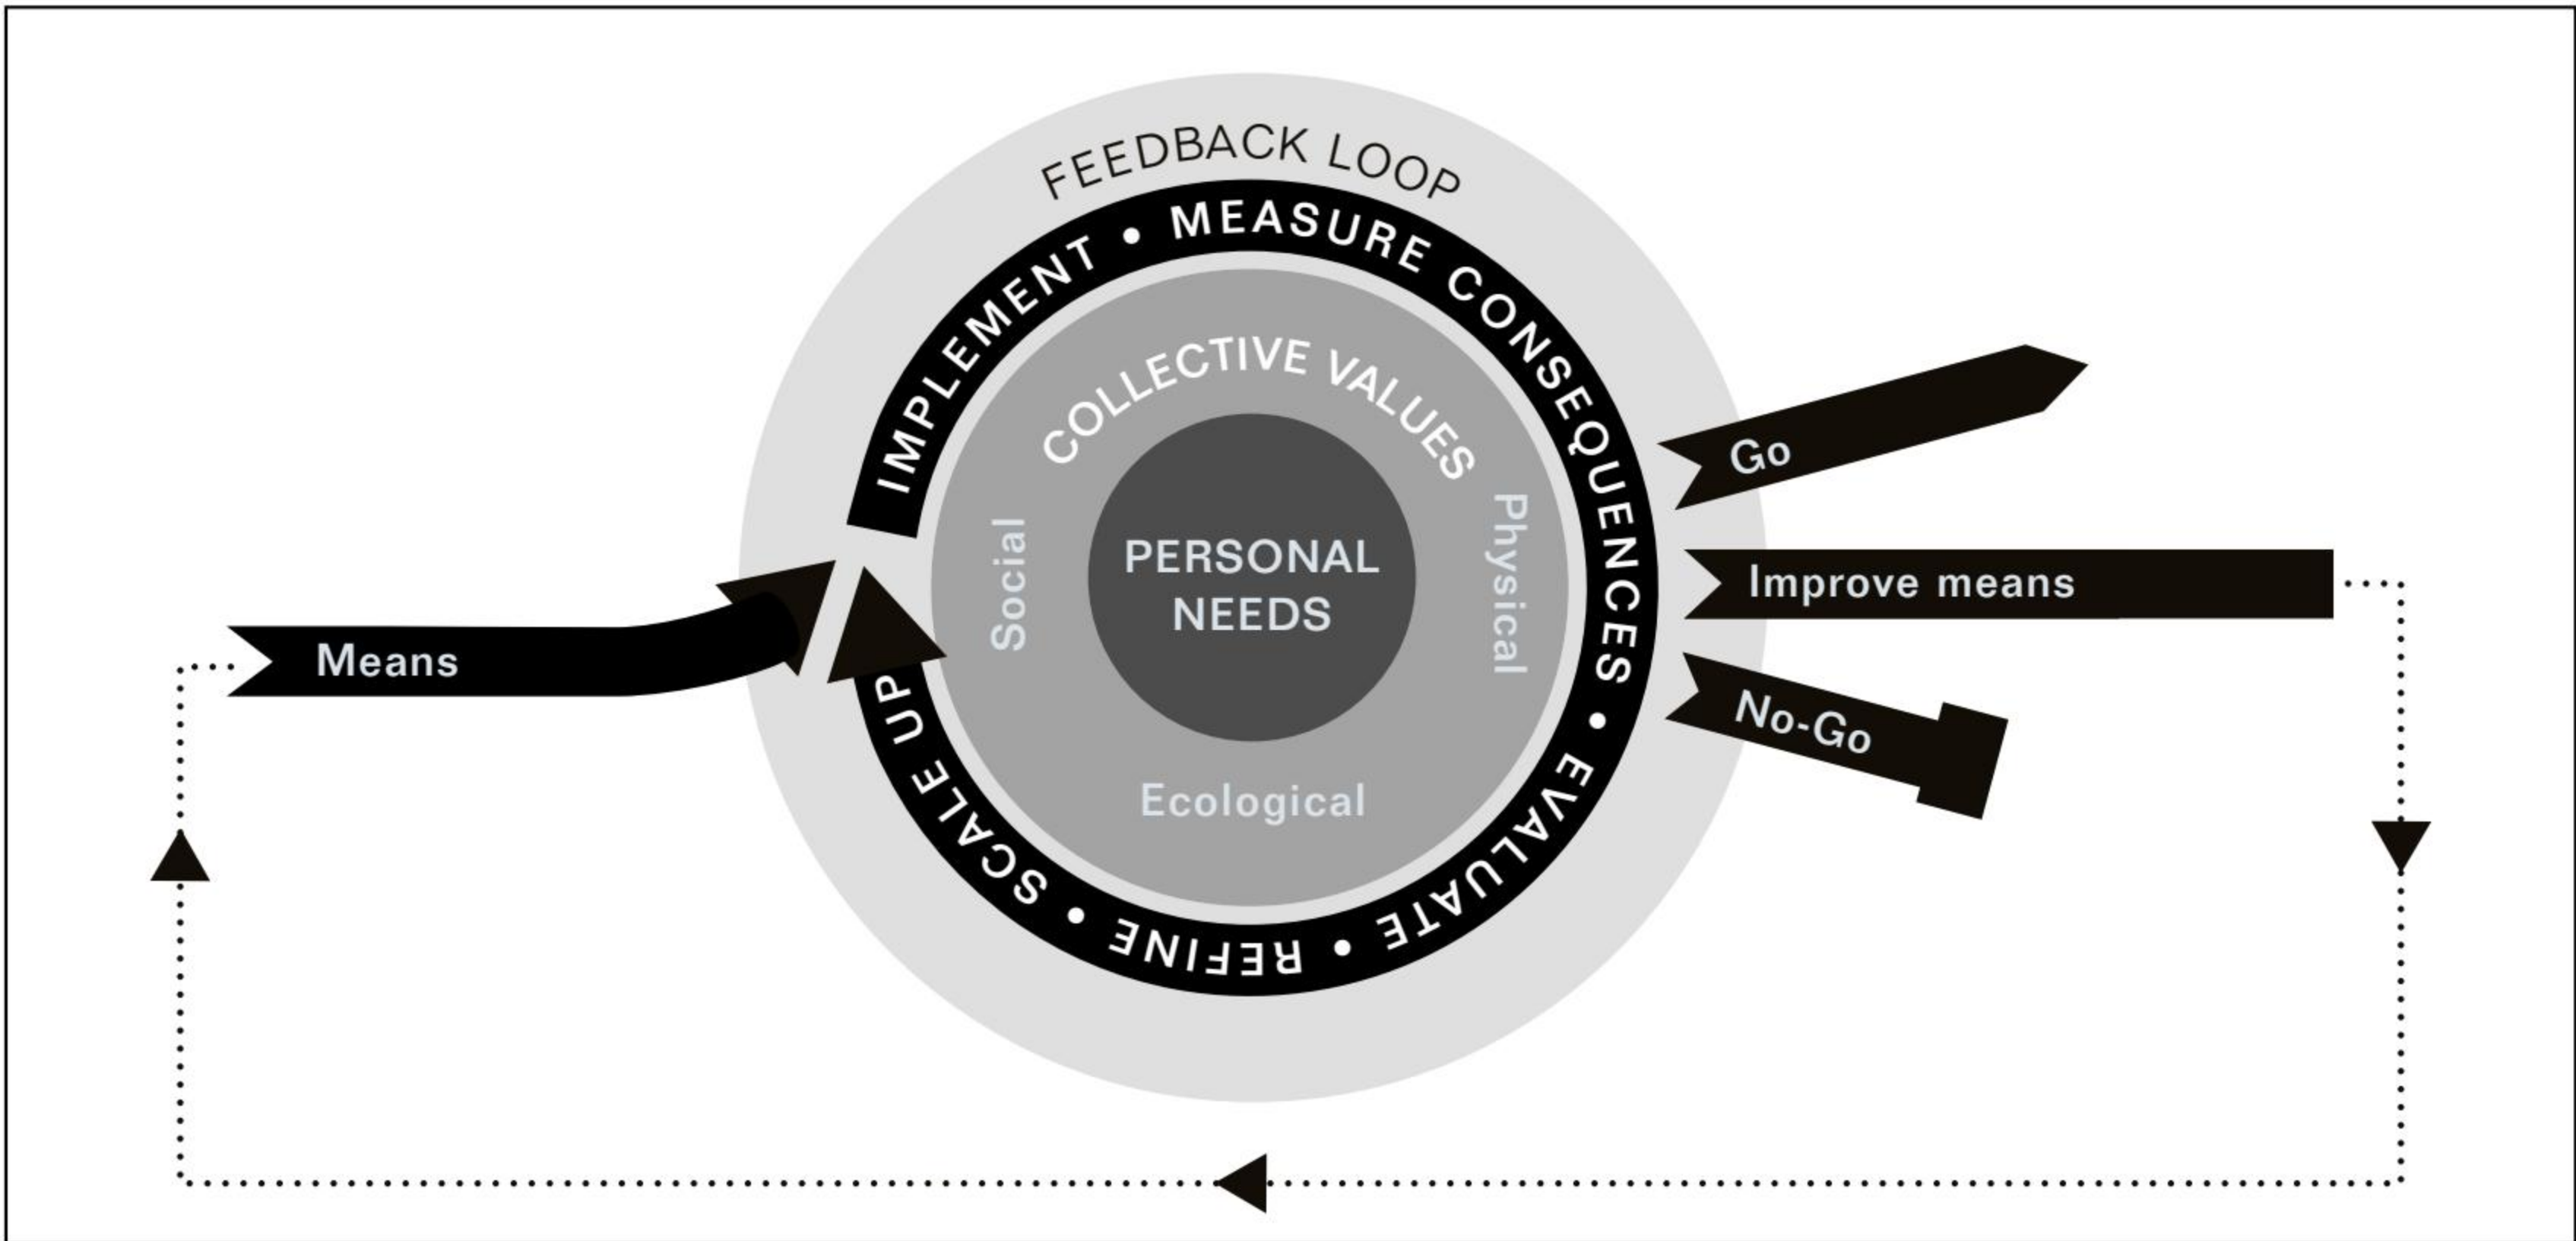 FEEDBACK LOOP
IMPLEMENT • MEASURE CONSEQUENCES • EVALUATE • REFINE • SCALE UP
COLLECTIVE VALUES
Social
Physical
Ecological
PERSONAL
NEEDS
Means
Go
Improve means
No-Go